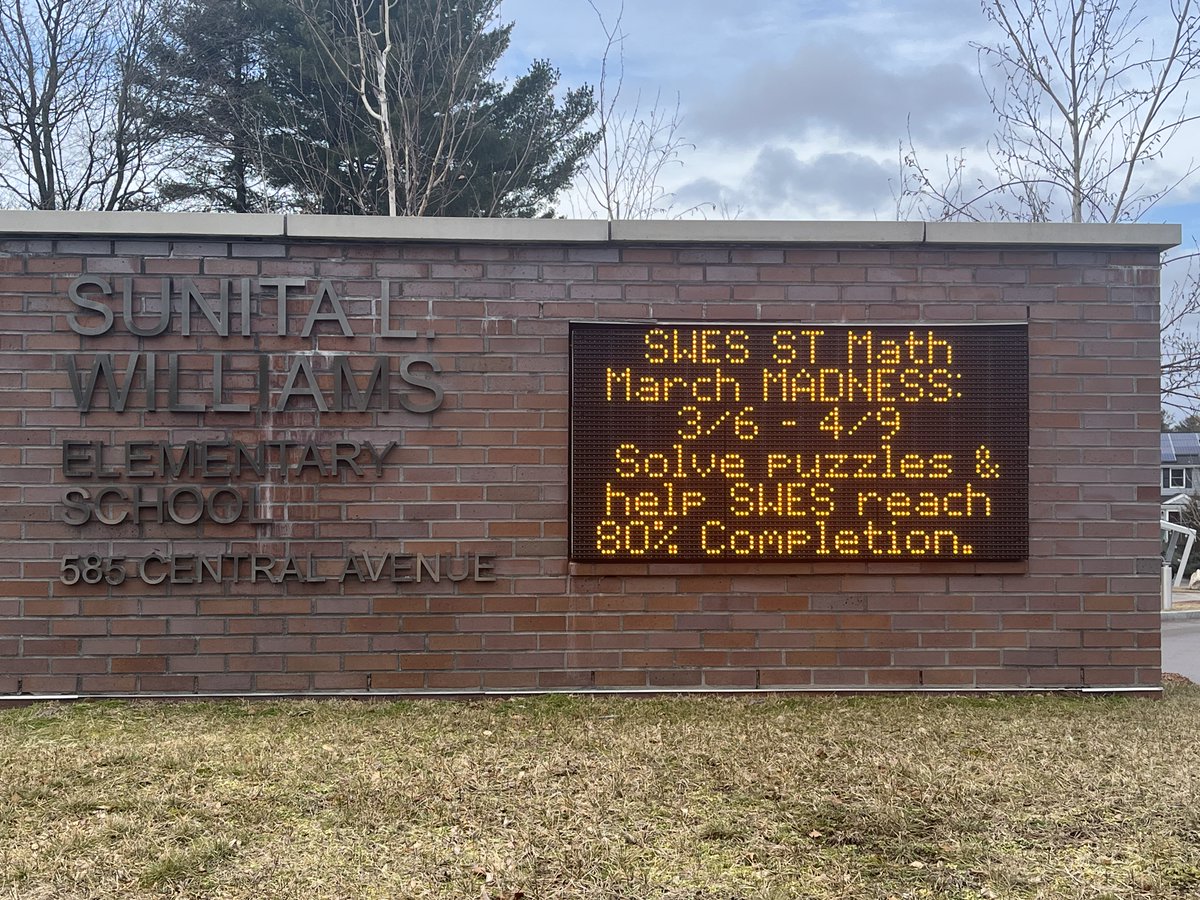 SUNITA L.
WILLIAMS
ELEMENTARY
SCHOOL
585 CENTRAL AVENUE
SWES ST Math
March MADNESS:
3/6 - 4/9
Solve puzzles &
help SWES reach
80% Completion.